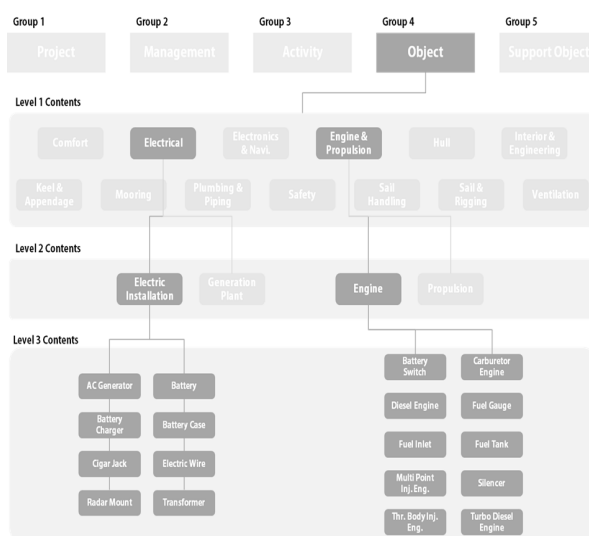 Group 1
Group 2
Group 3
Group 4
Group 5
Project
Management
Activity
Object
Support Object
Level 1 Contents
Comfort
Electrical
Electronics
& Navi.
Engine &
Propulsion
Hull
Interior &
Engineering
Keel &
Appendage
Mooring
Plumbing &
Piping
Safety
Sail
Handling
Sail &
Rigging
Ventilation
Level 2 Contents
Electric
Installation
Generation
Plant
Engine
Propulsion
Level 3 Contents
AC Generator
Battery
Battery
Charger
Battery Case
Cigar Jack
Electric Wire
Radar Mount
Transformer
Battery
Switch
Carburetor
Engine
Diesel Engine
Fuel Gauge
Fuel Inlet
Fuel Tank
Multi Point
Inj. Eng.
Silencer
Thr. Body Inj.
Eng.
Turbo Diesel
Engine